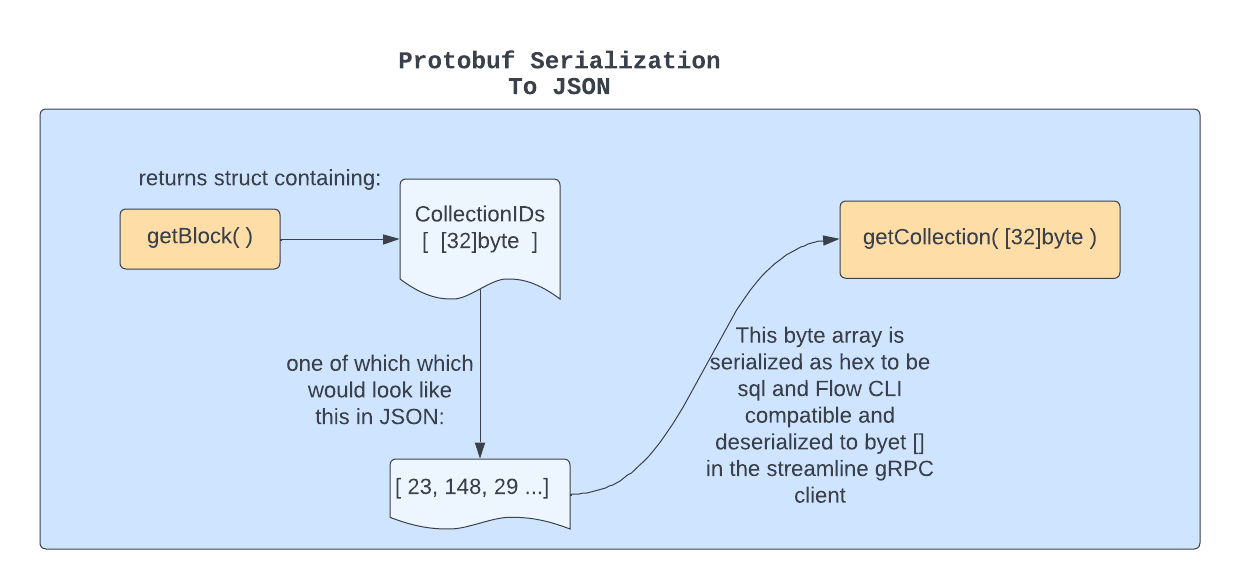 Protobuf Serialization
To JSON
returns struct containing:
getBlock( )
CollectionIDs
[  [32]byte  ]
getCollection( [32]byte )
one of which which
would look like
this in JSON:
[ 23, 148, 29 ...]
This byte array is
serialized as hex to be
sql and Flow CLI
compatible and
deserialized to byet []
in the streamline gRPC
client